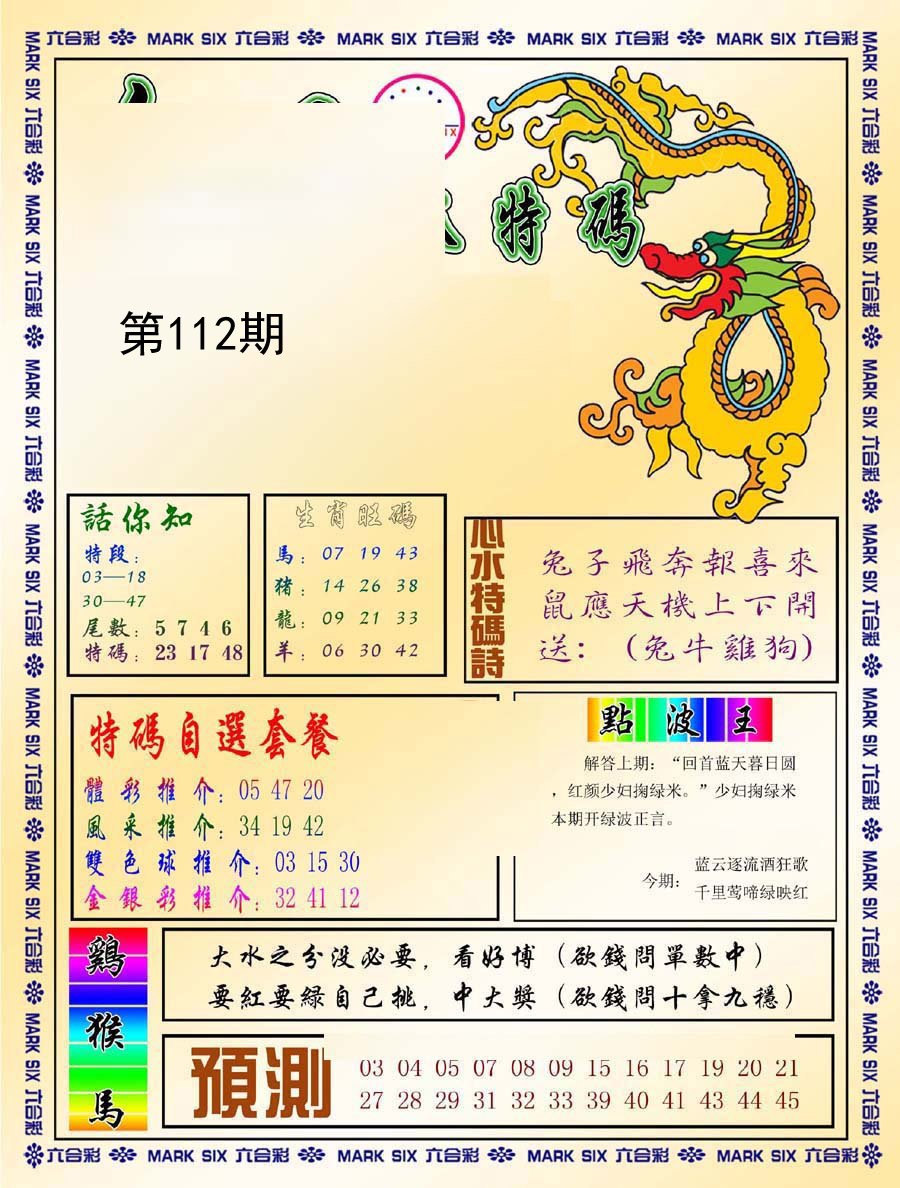 六合彩 MARK SIX 六合彩 MARK SIX 六合彩 MARK SIX 六合彩 MARK SIX 六合彩
特碼
第112期
話你知
特段：
03—18
30—47
尾數：5 7 4 6
特碼：23 17 48
生肖旺碼
馬：07 19 43
猪：14 26 38
龍：09 21 33
羊：06 30 42
心水特碼詩
兔子飛奔報喜來
鼠應天機上下開
送：（兔牛雞狗）
特碼自選套餐
體彩推介：05 47 20
風采推介：34 19 42
雙色球推介：03 15 30
金銀彩推介：32 41 12
點波王
解答上期：“回首蓝天暮日圆
，红颜少妇掬绿米。”少妇掬绿米
本期开绿波正言。
今期：
蓝云逐流酒狂歌
千里莺啼绿映红
鷄
猴
馬
大水之分没必要，看好博（欲錢問單數中）
要紅要綠自己挑，中大獎（欲錢問十拿九穩）
預測
03 04 05 07 08 09 15 16 17 19 20 21
27 28 29 31 32 33 39 40 41 43 44 45
六合彩 MARK SIX 六合彩 MARK SIX 六合彩 MARK SIX 六合彩 MARK SIX 六合彩